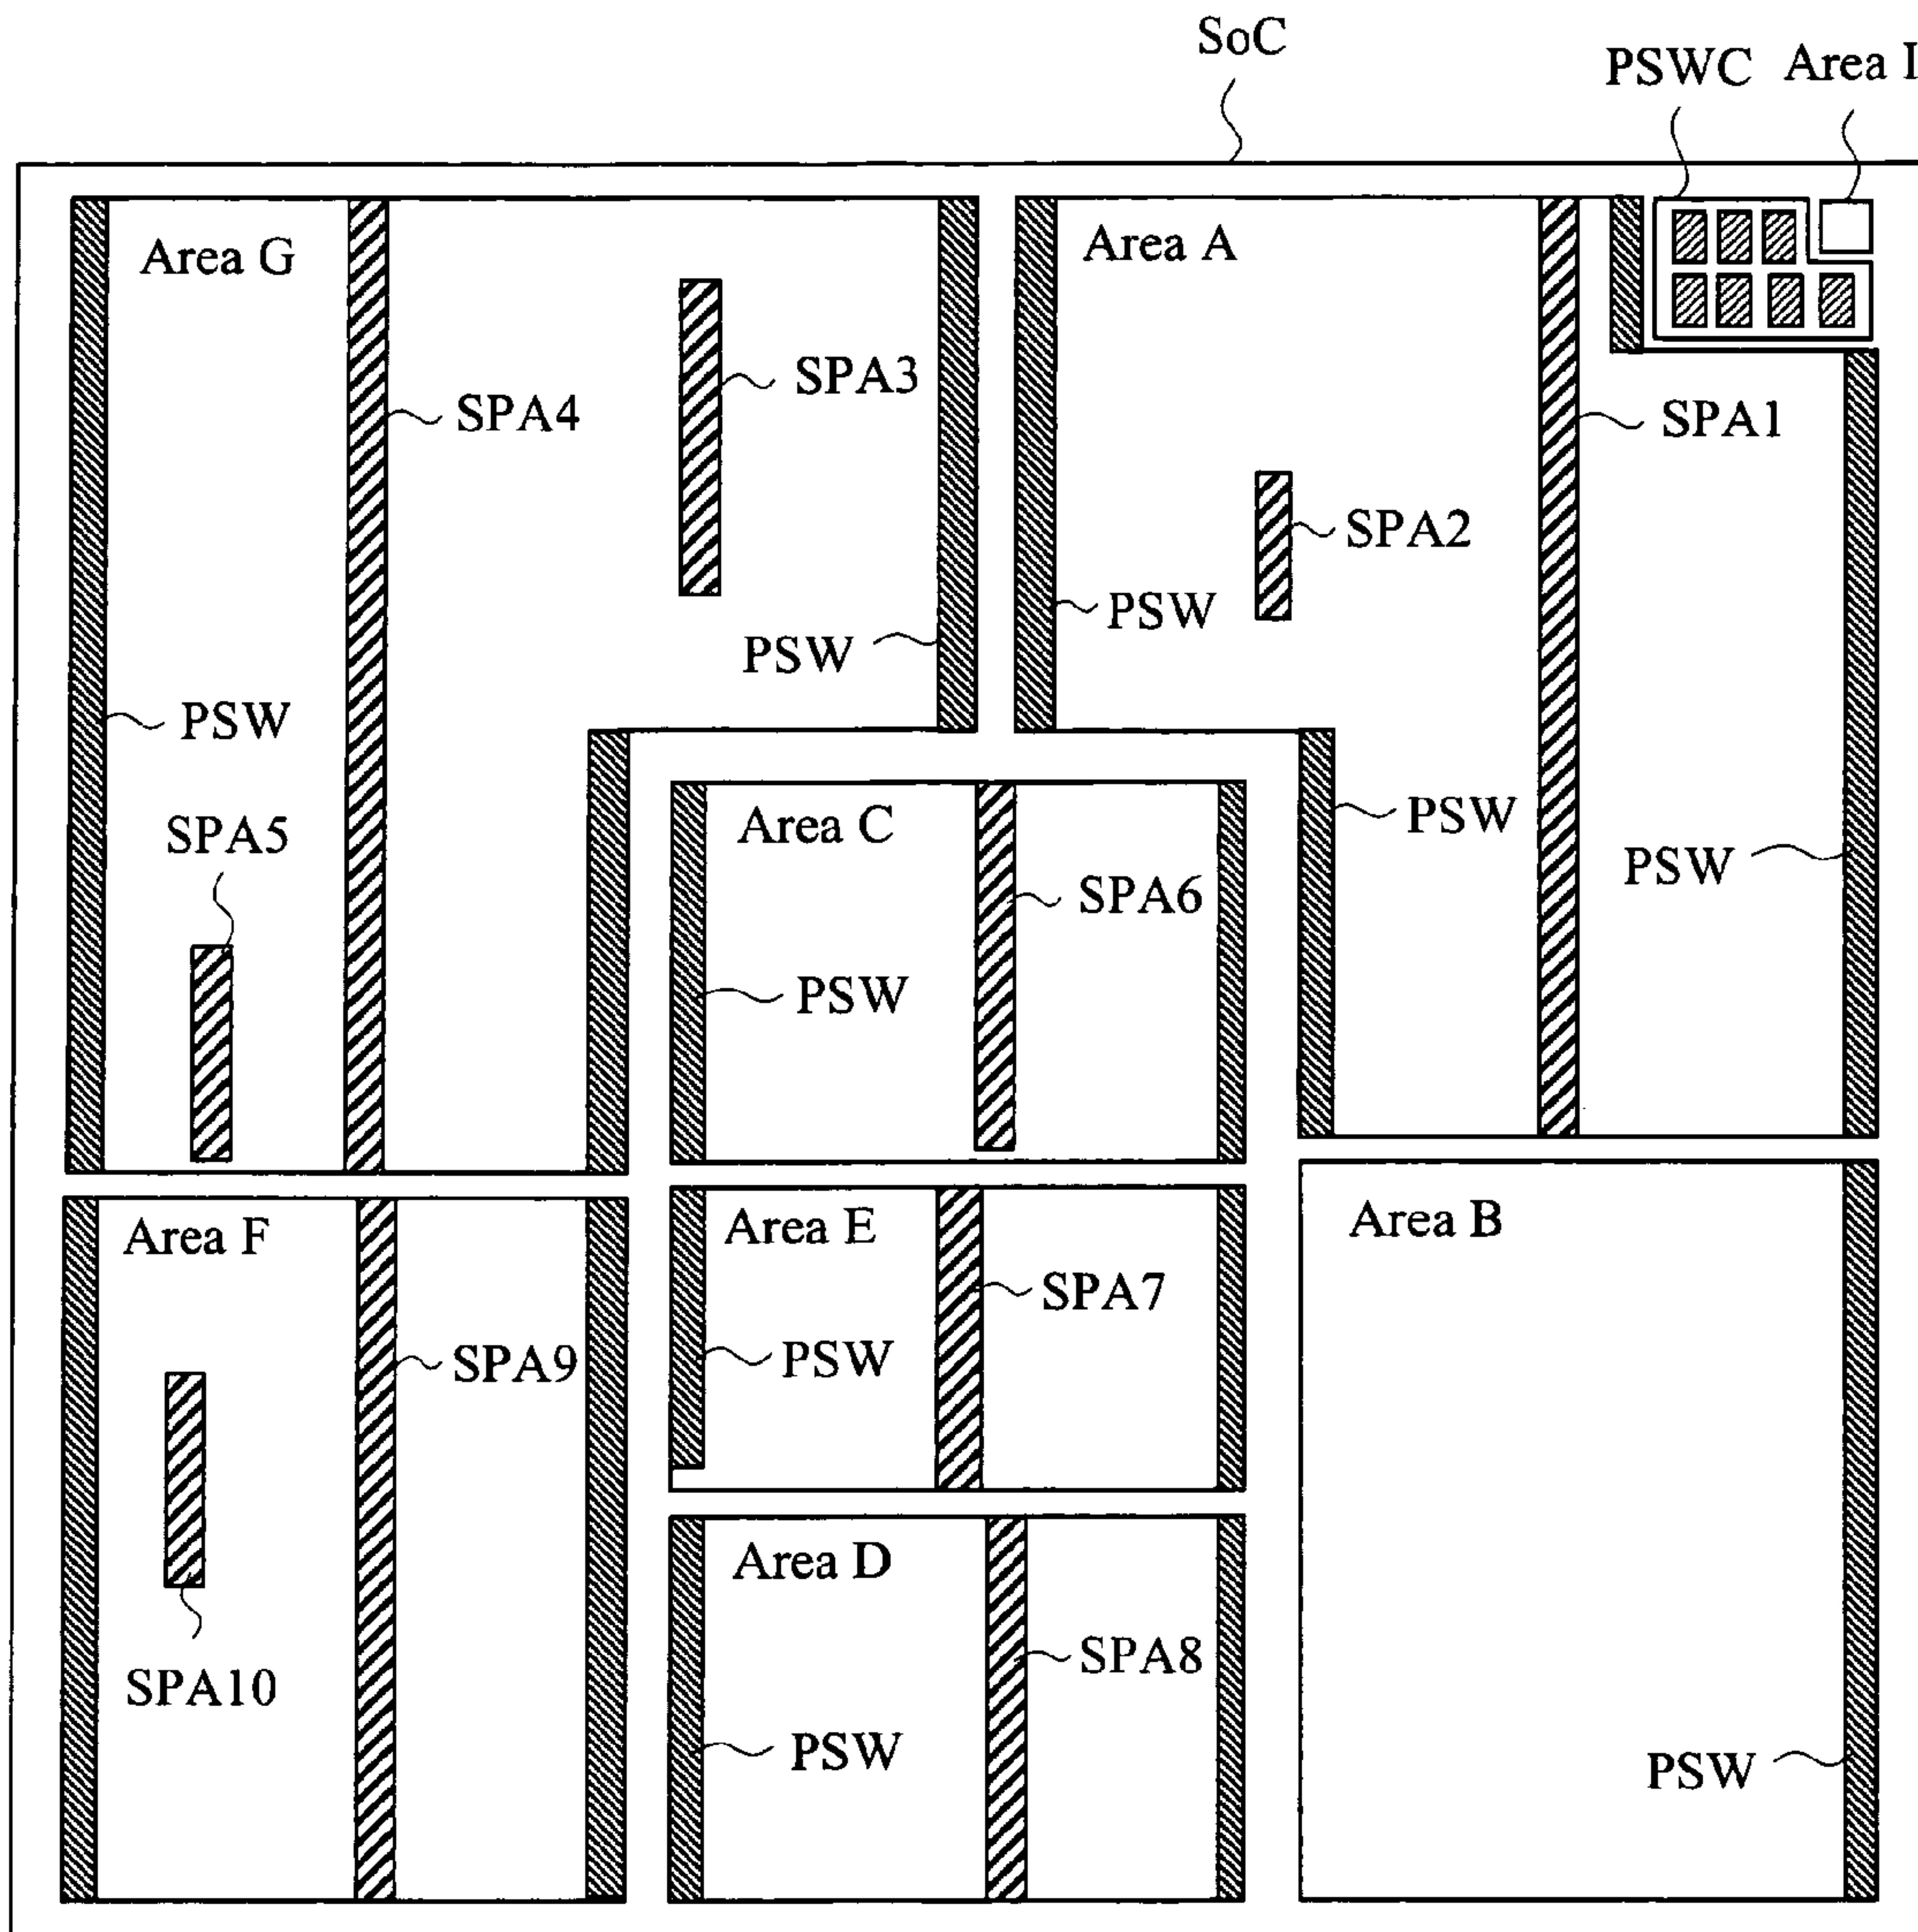 SoC
PSWC Area I
Area G
Area A
SPA3
SPA4
SPA1
SPA2
PSW
PSW
PSW
SPA5
Area C
PSW
PSW
SPA6
PSW
Area B
Area F
Area E
SPA7
PSW
SPA9
Area D
SPA8
SPA10
PSW
PSW